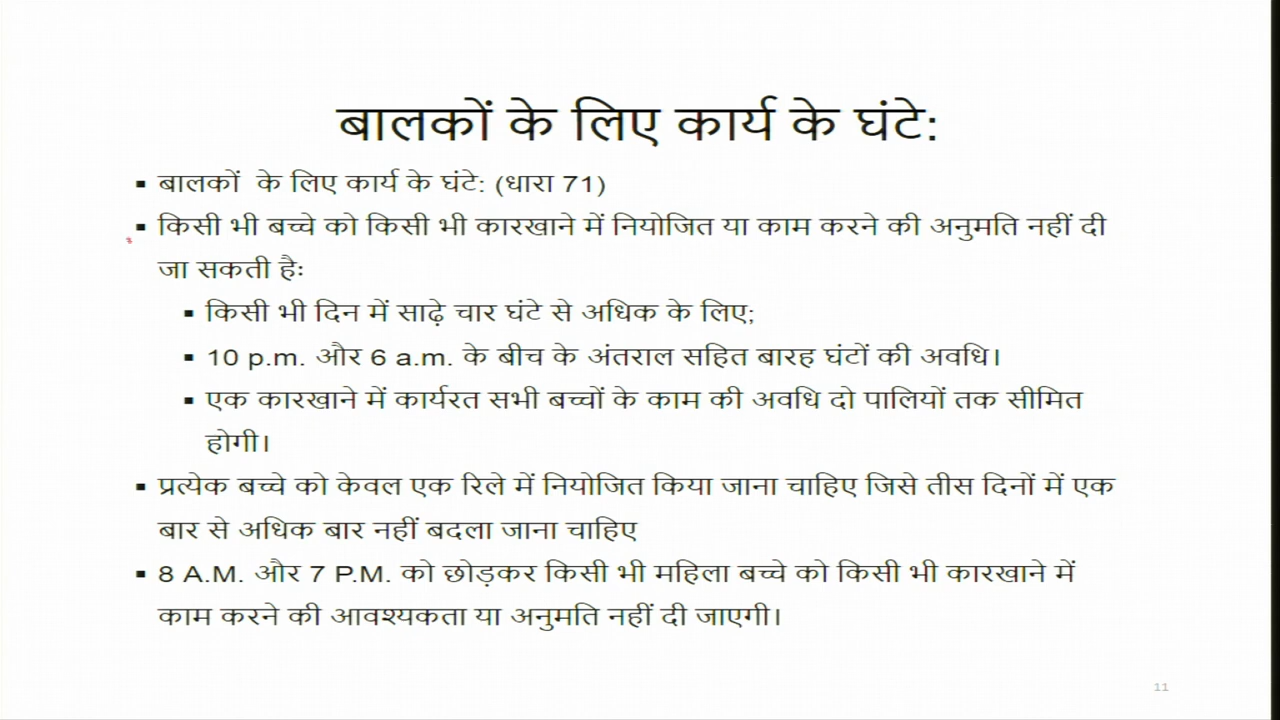 बालकों के लिए कार्य के घंटे:
▪ बालकों के लिए कार्य के घंटे: (धारा 71)
▪ किसी भी बच्चे को किसी भी कारखाने में नियोजित या काम करने की अनुमति नहीं दी
जा सकती हैः
▪ किसी भी दिन में साढ़े चार घंटे से अधिक के लिए;
▪ 10 p.m. और 6 a.m. के बीच के अंतराल सहित बारह घंटों की अवधि।
▪ एक कारखाने में कार्यरत सभी बच्चों के काम की अवधि दो पालियों तक सीमित
होगी।
▪ प्रत्येक बच्चे को केवल एक रिले में नियोजित किया जाना चाहिए जिसे तीस दिनों में एक
बार से अधिक बार नहीं बदला जाना चाहिए
▪ 8 A.M. और 7 P.M. को छोड़कर किसी भी महिला बच्चे को किसी भी कारखाने में
काम करने की आवश्यकता या अनुमति नहीं दी जाएगी।
11